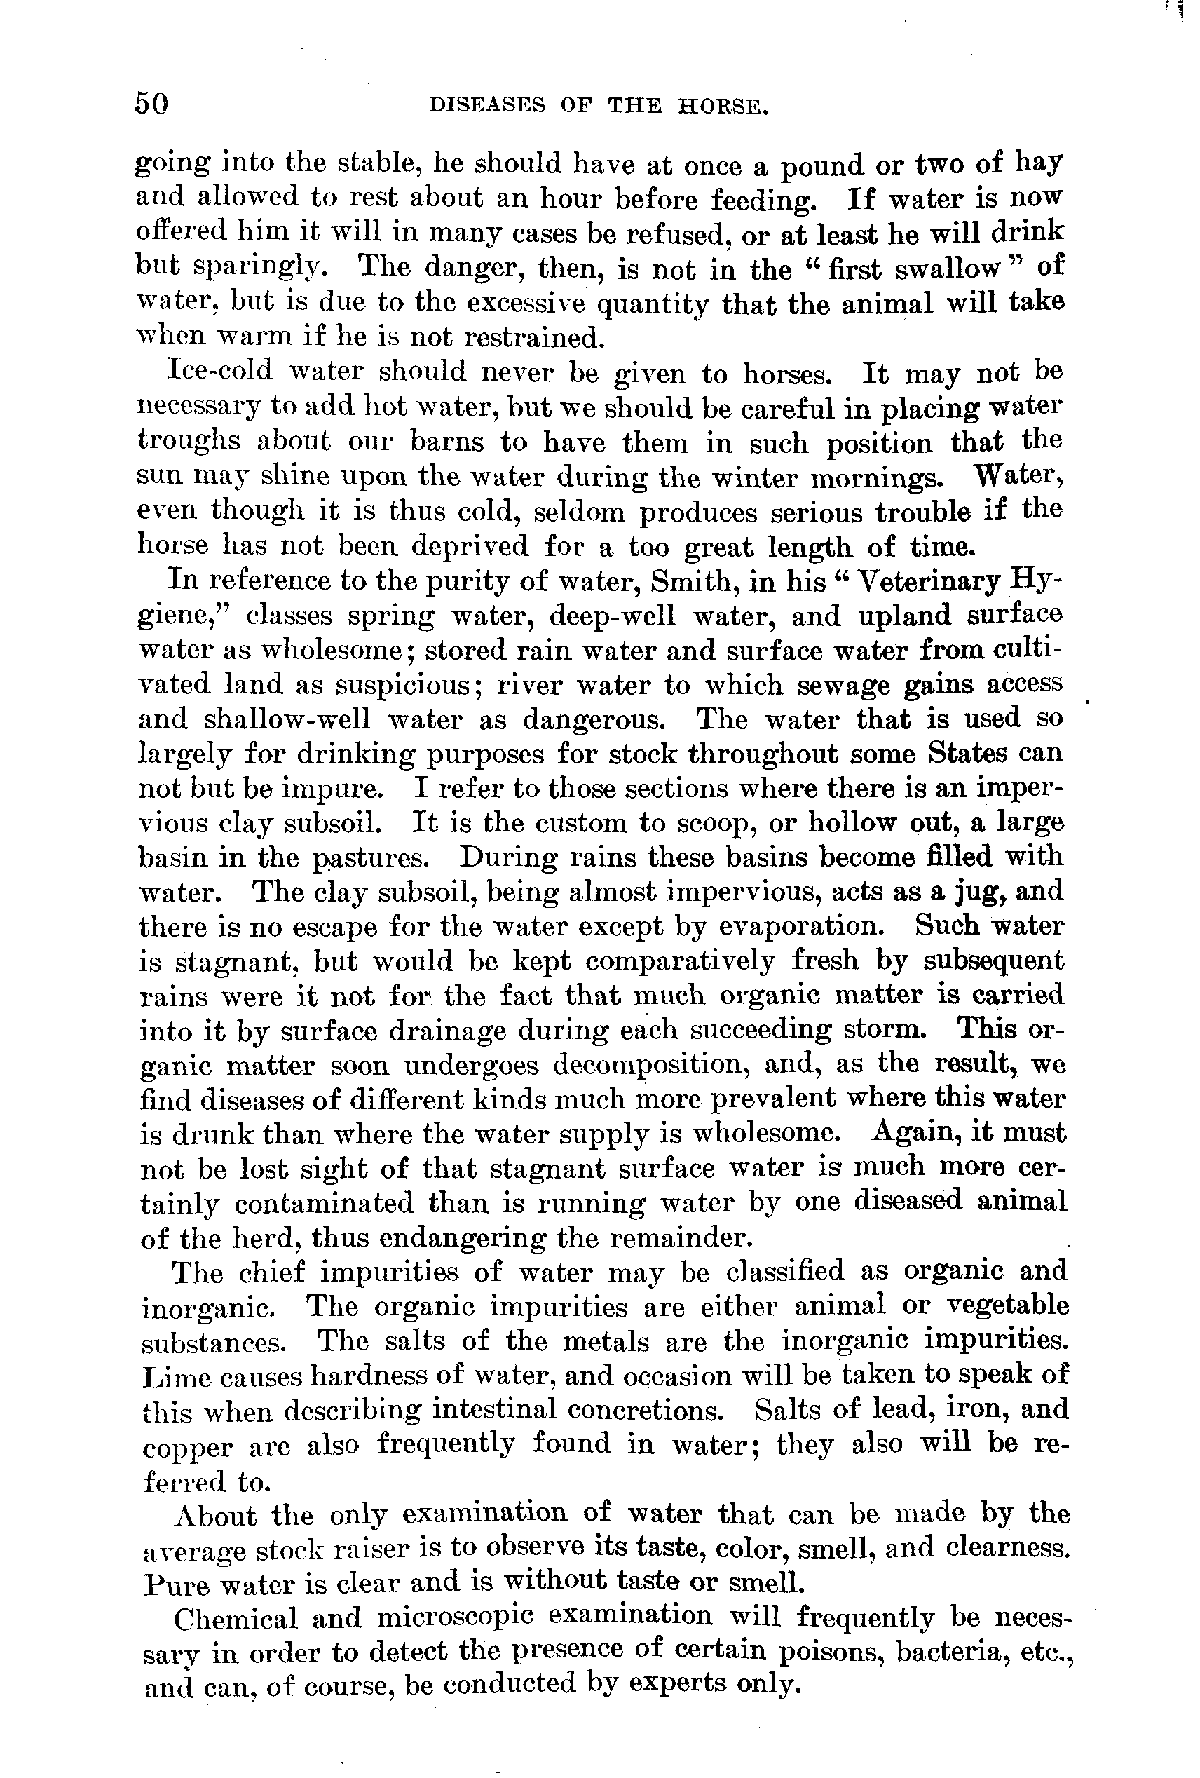 50 DISEASES OF THE HORSE.
going into the stable, he should have at once a pound or two of hay
and allowed to rest about an hour before feeding. If water is now
offered him it will in many cases be refused, or at least he will drink
but sparingly. The danger, then, is not in the “ first swallow ” of
water, but is due to the excessive quantity that the animal will take
when warm if he is not restrained.
Ice-cold water should never be given to horses. It may not be
necessary to add hot water, but we should be careful in placing water
troughs about our barns to have them in such position that the
sun may shine upon the water during the winter mornings. Water,
even though it is thus cold, seldom produces serious trouble if the
horse has not been deprived for a too great length of time.
In reference to the purity of water, Smith, in his “ Veterinary Hy-
giene,” classes spring water, deep-well water, and upland surface
water as wholesome; stored rain water and surface water from culti-
vated land as suspicious; river water to which sewage gains access
and shallow-well water as dangerous. The water that is used so
largely for drinking purposes for stock throughout some States can
not but be impure. I refer to those sections where there is an imper-
vious clay subsoil. It is the custom to scoop, or hollow out, a large
basin in the pastures. During rains these basins become filled with
water. The clay subsoil, being almost impervious, acts as a jug, and
there is no escape for the water except by evaporation. Such water
is stagnant, but would be kept comparatively fresh by subsequent
rains were it not for the fact that much organic matter is carried
into it by surface drainage during each succeeding storm. This or-
ganic matter soon undergoes decomposition, and, as the result, we
find diseases of different kinds much more prevalent where this water
is drunk than where the water supply is wholesome. Again, it must
not be lost sight of that stagnant surface water is much more cer-
tainly contaminated than is running water by one diseased animal
of the herd, thus endangering the remainder.
The chief impurities of water may be classified as organic and
inorganic. The organic impurities are either animal or vegetable
substances. The salts of the metals are the inorganic impurities.
Lime causes hardness of water, and occasion will be taken to speak of
this when describing intestinal concretions. Salts of lead, iron, and
copper are also frequently found in water; they also will be re-
ferred to.
About the only examination of water that can be made by the
average stock raiser is to observe its taste, color, smell, and clearness.
Pure water is clear and is without taste or smell.
Chemical and microscopic examination will frequently be neces-
sary in order to detect the presence of certain poisons, bacteria, etc.,
and can, of course, be conducted by experts only.